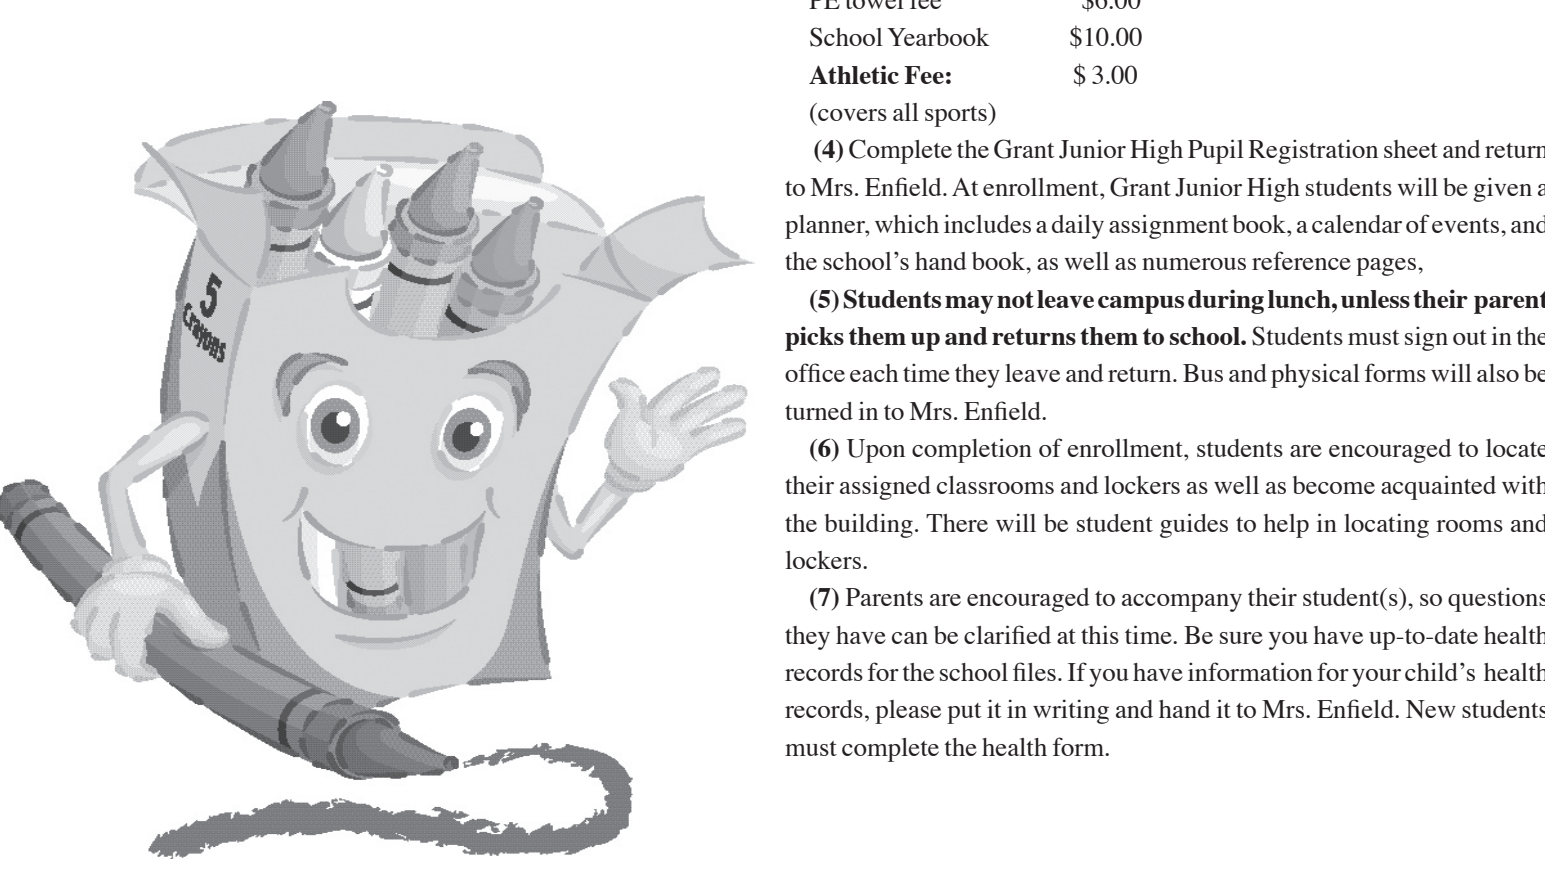 5
Crayons
PE towel fee $6.00
School Yearbook $10.00
Athletic Fee: $ 3.00
(covers all sports)
(4) Complete the Grant Junior High Pupil Registration sheet and return
to Mrs. Enfield. At enrollment, Grant Junior High students will be given a
planner, which includes a daily assignment book, a calendar of events, and
the school’s hand book, as well as numerous reference pages,
(5) Students may not leave campus during lunch, unless their parent
picks them up and returns them to school. Students must sign out in the
office each time they leave and return. Bus and physical forms will also be
turned in to Mrs. Enfield.
(6) Upon completion of enrollment, students are encouraged to locate
their assigned classrooms and lockers as well as become acquainted with
the building. There will be student guides to help in locating rooms and
lockers.
(7) Parents are encouraged to accompany their student(s), so questions
they have can be clarified at this time. Be sure you have up-to-date health
records for the school files. If you have information for your child’s health
records, please put it in writing and hand it to Mrs. Enfield. New students
must complete the health form.